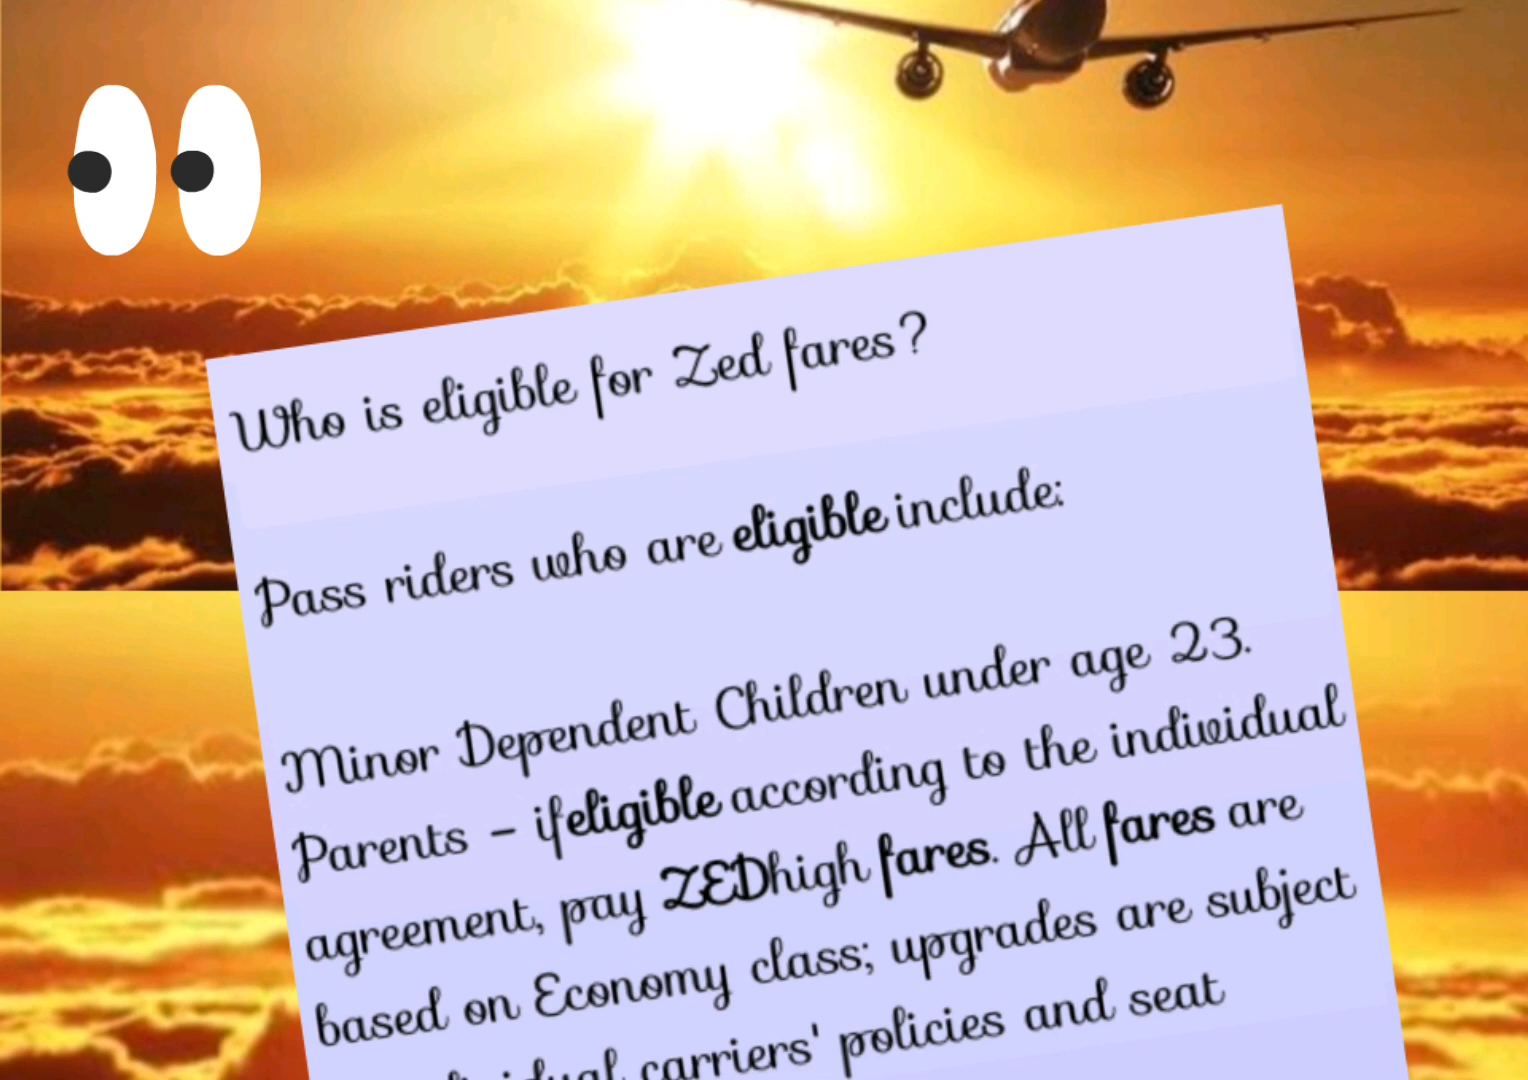 Who is eligible for Zed fares?
Pass riders who are eligible include:
Minor Dependent Children under age 23.
Parents – ifeligible according to the individual
agreement, pay ZEDhigh fares. All fares are
based on Economy class; upgrades are subject
carriers' policies and seat